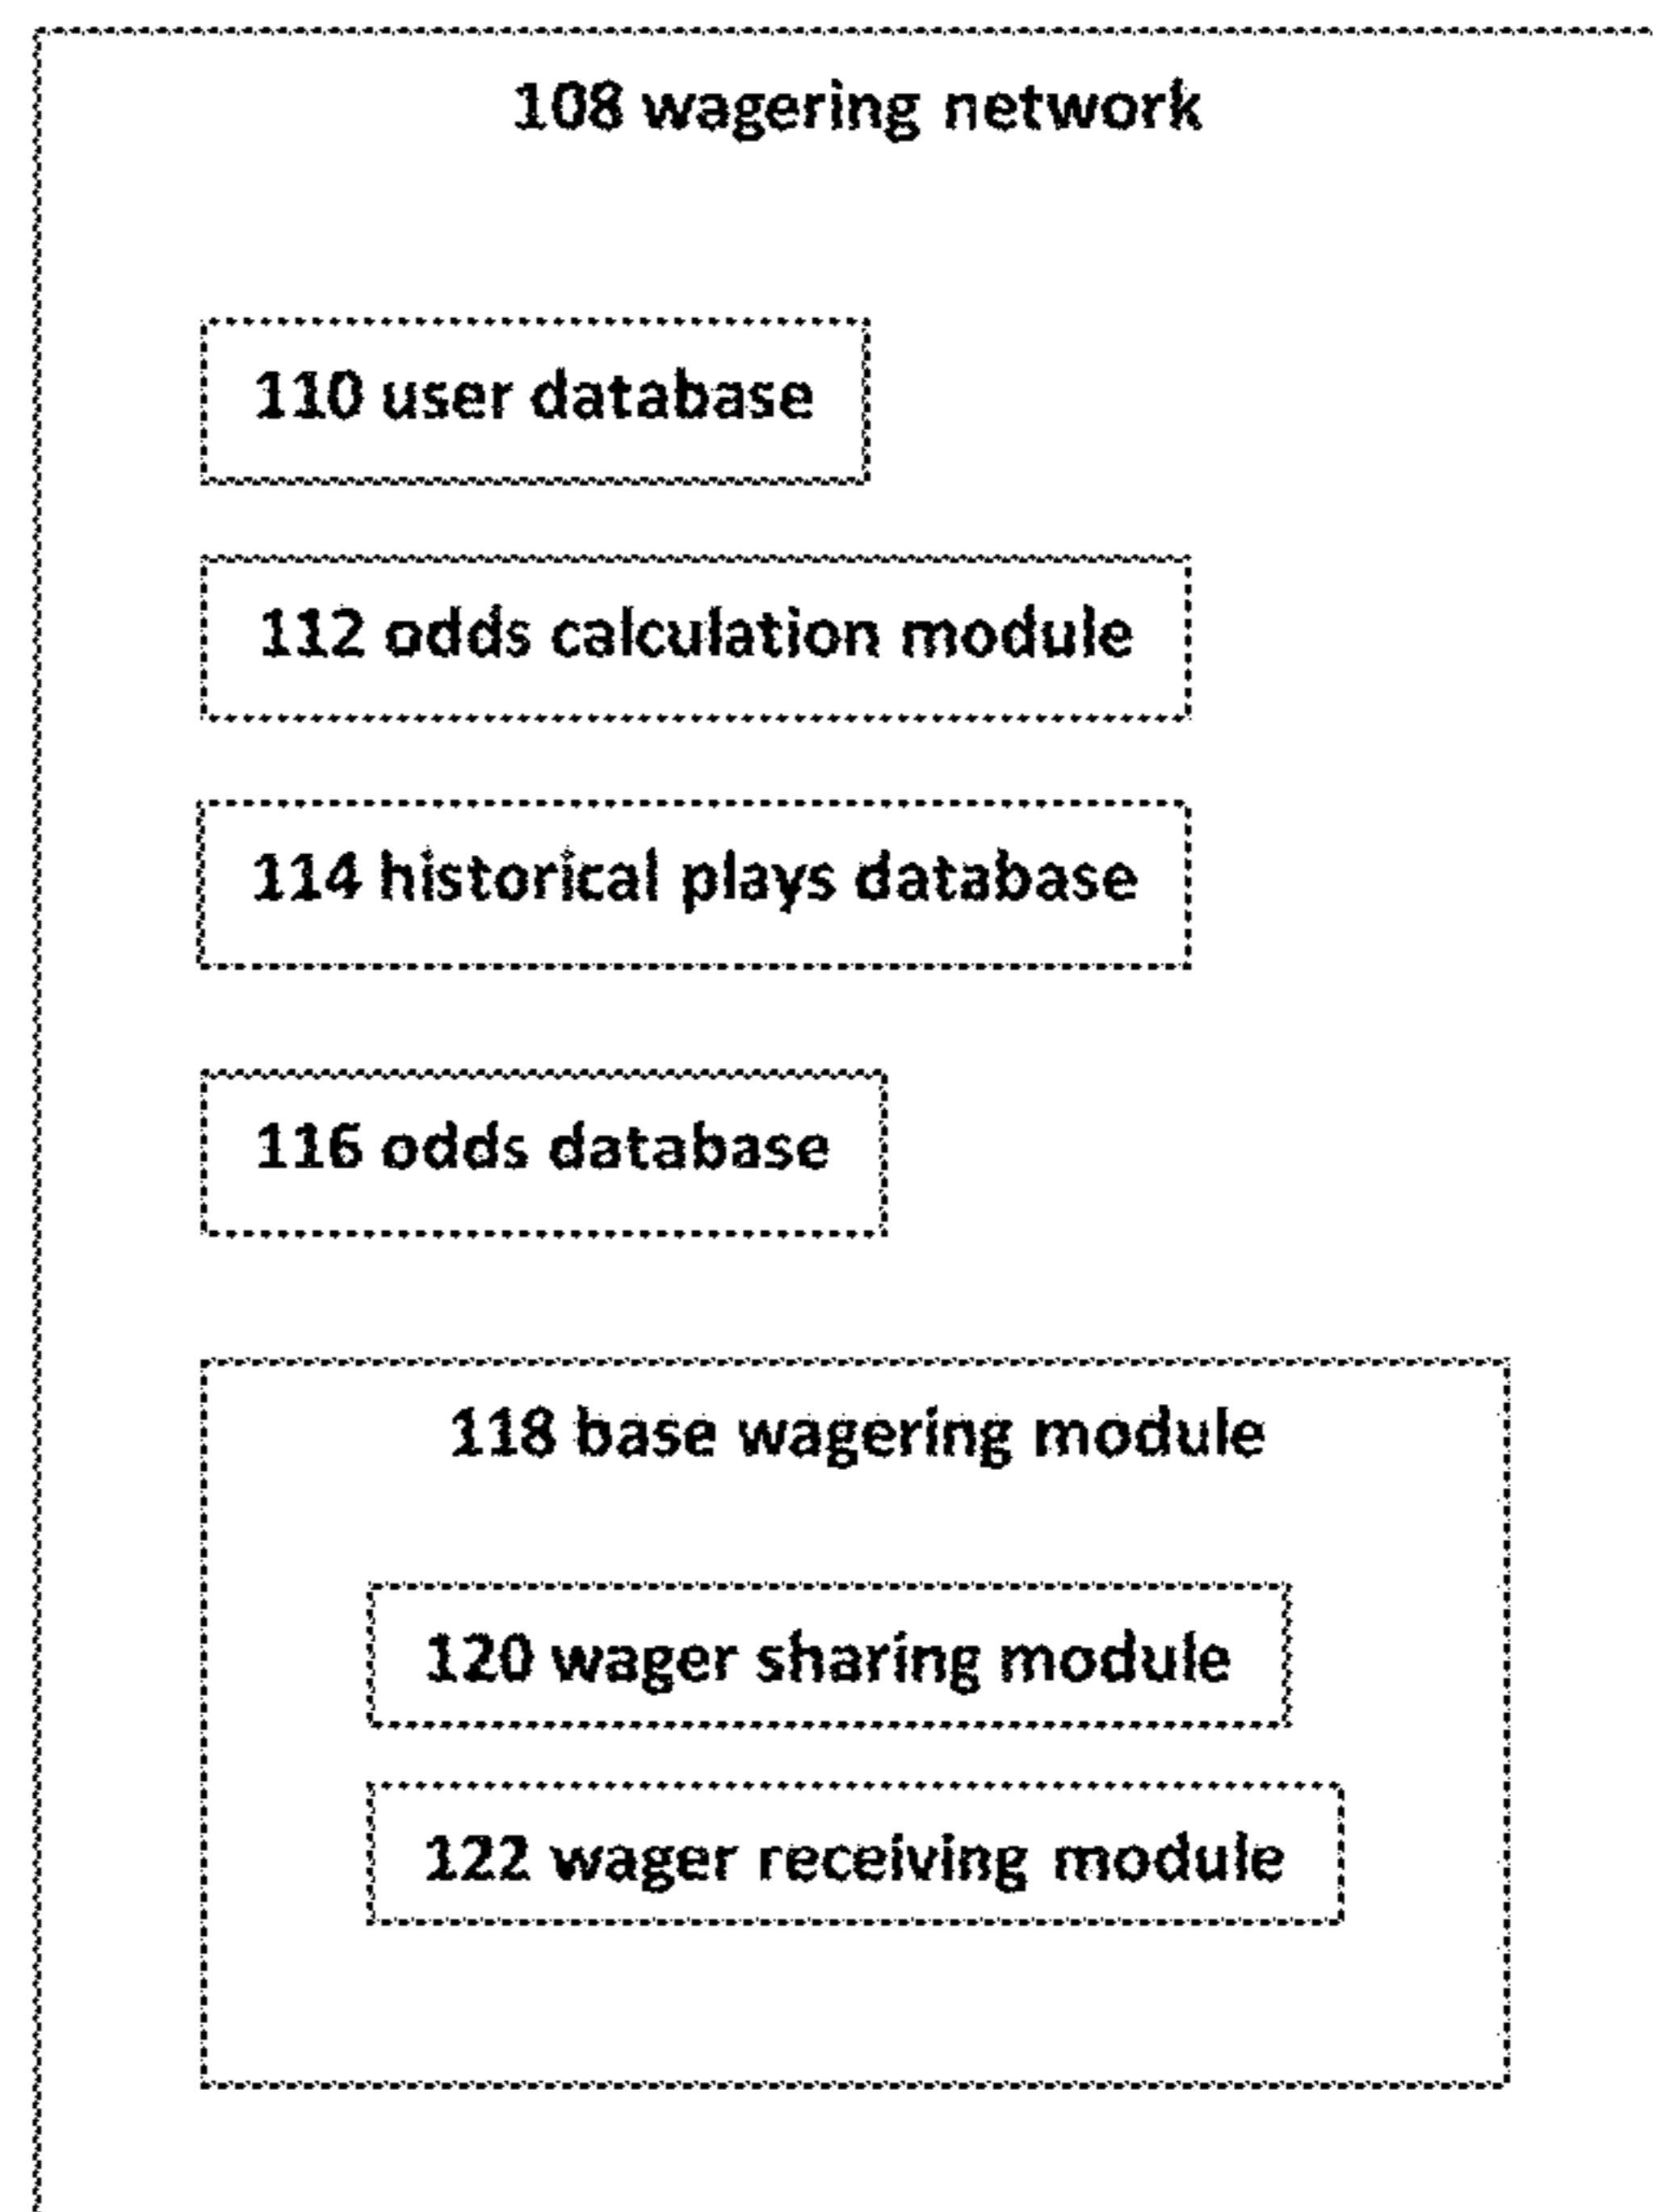 108 wagering network
110 user database
112 odds calculation module
114 historical plays database
116 odds database
118 base wagering module
120 wager sharing module
122 wager receiving module